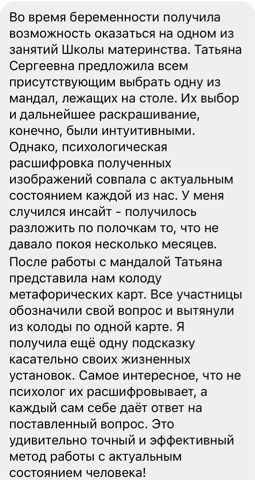 Во время беременности получила
возможность оказаться на одном из
занятий Школы материнства. Татьяна
Сергеевна предложила всем
присутствующим выбрать одну из
мандал, лежащих на столе. Их выбор
и дальнейшее раскрашивание,
конечно, были интуитивными.
Однако, психологическая
расшифровка полученных
изображений совпала с актуальным
состоянием каждой из нас. У меня
случился инсайт - получилось
разложить по полочкам то, что не
давало покоя несколько месяцев.
После работы с мандалой Татьяна
представила нам колоду
метафорических карт. Все участницы
обозначили свой вопрос и вытянули
из колоды по одной карте. Я
получила ещё одну подсказку
касательно своих жизненных
установок. Самое интересное, что не
психолог их расшифровывает, а
каждый сам себе даёт ответ на
поставленный вопрос. Это
удивительно точный и эффективный
метод работы с актуальным
состоянием человека!